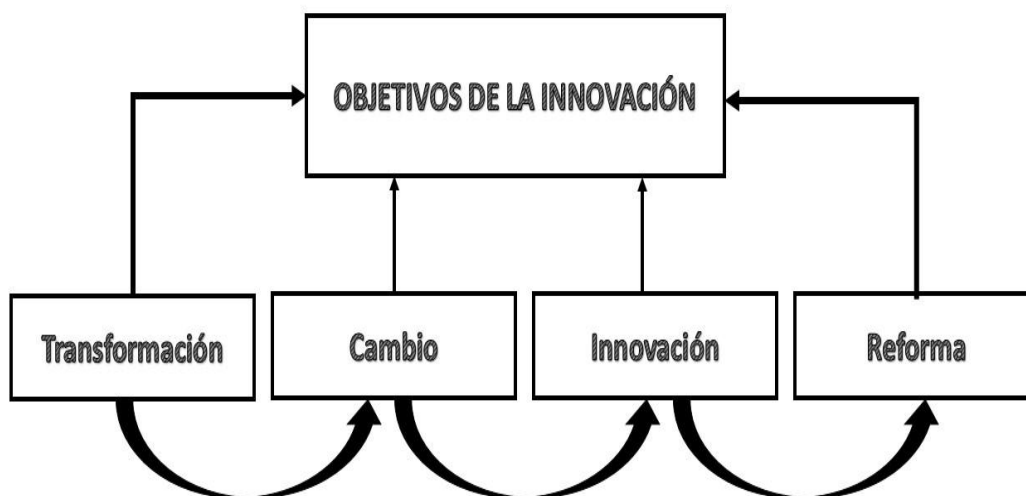 OBJETIVOS DE LA INNOVACIÓN
Transformación
Cambio
Innovación
Reforma